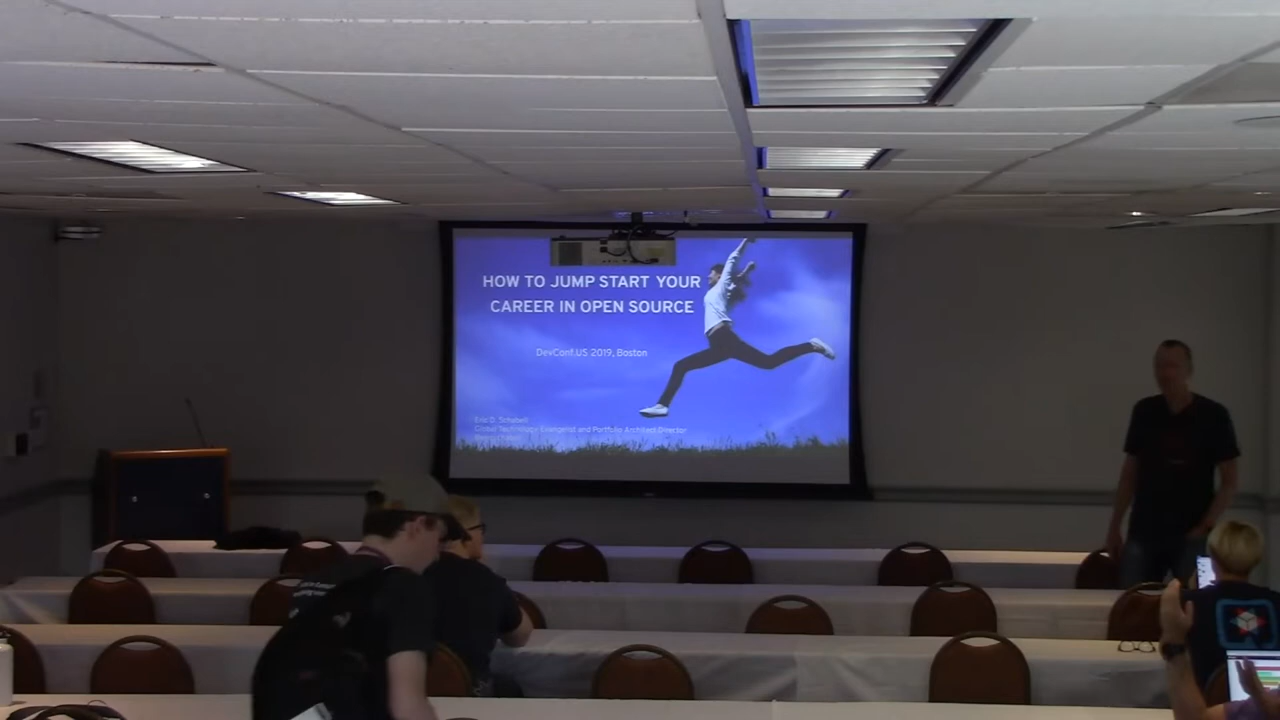 HOW TO JUMP START YOUR
CAREER IN OPEN SOURCE
DevConf.US 2019, Boston
Eric D. Schabell
Global Technology Evangelist and Portfolio Architect Director